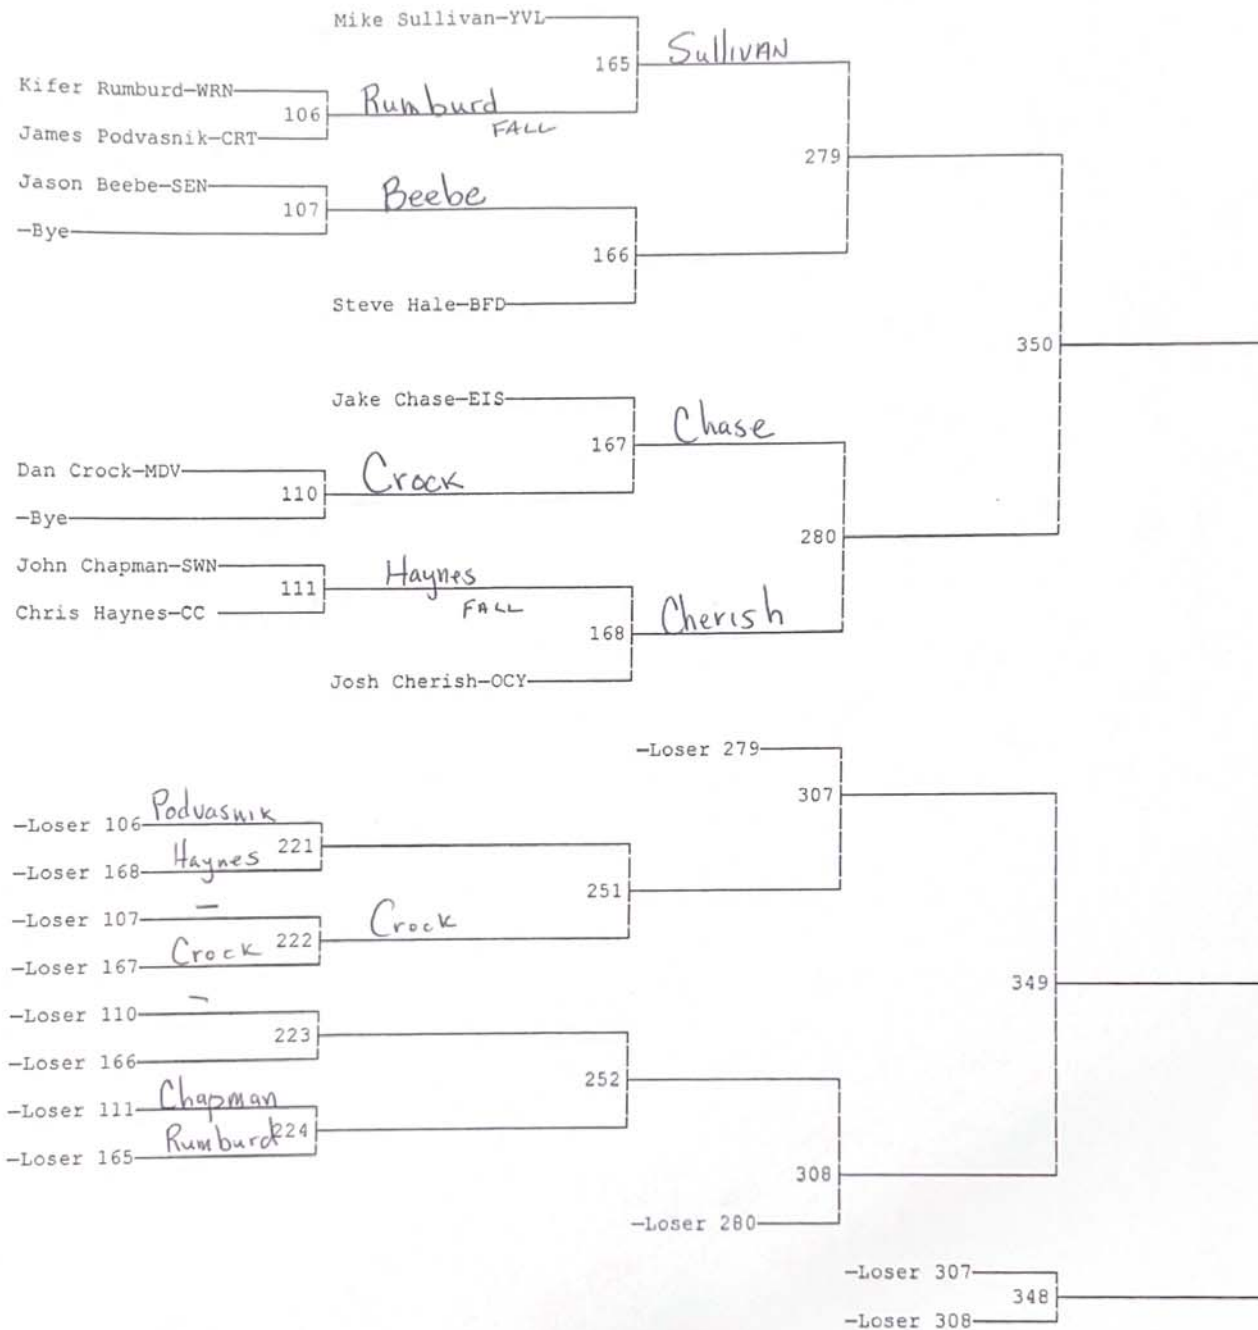 Mike Sullivan-YVL
165 Sullivan
Kifer Rumburd-WRN
106 Rumburd
FALL
James Podvasnik-CRT
279
Jason Beebe-SEN
107 Beebe
-Bye
166
Steve Hale-BFD
350
Jake Chase-EIS
167 Chase
Dan Crock-MDV
110 Crock
-Bye
280
John Chapman-SWN
111 Haynes
FALL
Chris Haynes-CC
168 Cherish
Josh Cherish-OCY
-Loser 279
307
-Loser 106 Podvasnik
221
-Loser 168 Haynes
251
-Loser 107 -
222 Crock
-Loser 167 Crock
349
-Loser 110 -
223
-Loser 166
252
-Loser 111 Chapman
224
-Loser 165 Rumburd
308
-Loser 280
-Loser 307
348
-Loser 308